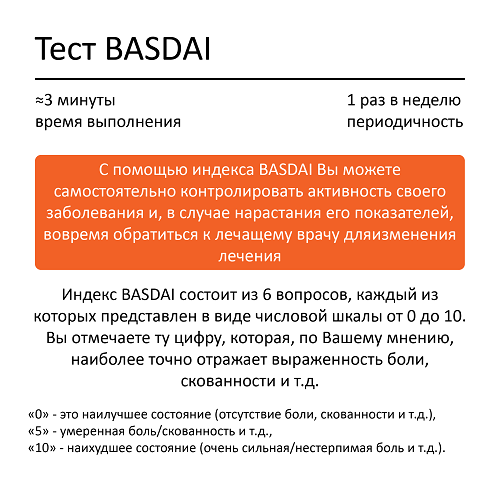 Тест BASDAI
≈3 минуты
время выполнения
1 раз в неделю
периодичность
С помощью индекса BASDAI Вы можете
самостоятельно контролировать активность своего
заболевания и, в случае нарастания его показателей,
вовремя обратиться к лечащему врачу дляизменения
лечения
Индекс BASDAI состоит из 6 вопросов, каждый из
которых представлен в виде числовой шкалы от 0 до 10.
Вы отмечаете ту цифру, которая, по Вашему мнению,
наиболее точно отражает выраженность боли,
скованности и т.д.
«0» - это наилучшее состояние (отсутствие боли, скованности и т.д.),
«5» - умеренная боль/скованность и т.д.,
«10» - наихудшее состояние (очень сильная/нестерпимая боль и т.д.).